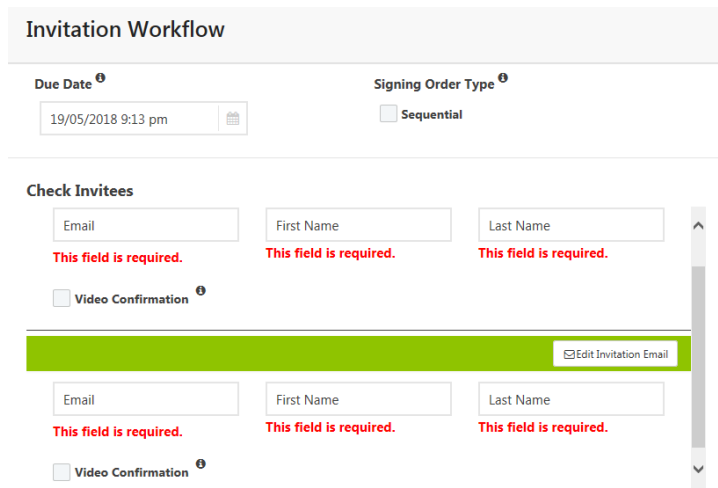 Invitation Workflow
Due Date Signing Order Type
19/05/2018 9:13 pm Sequential
Check Invitees
Email First Name Last Name
This field is required. This field is required. This field is required.
Video Confirmation
Edit Invitation Email
Email First Name Last Name
This field is required. This field is required. This field is required.
Video Confirmation